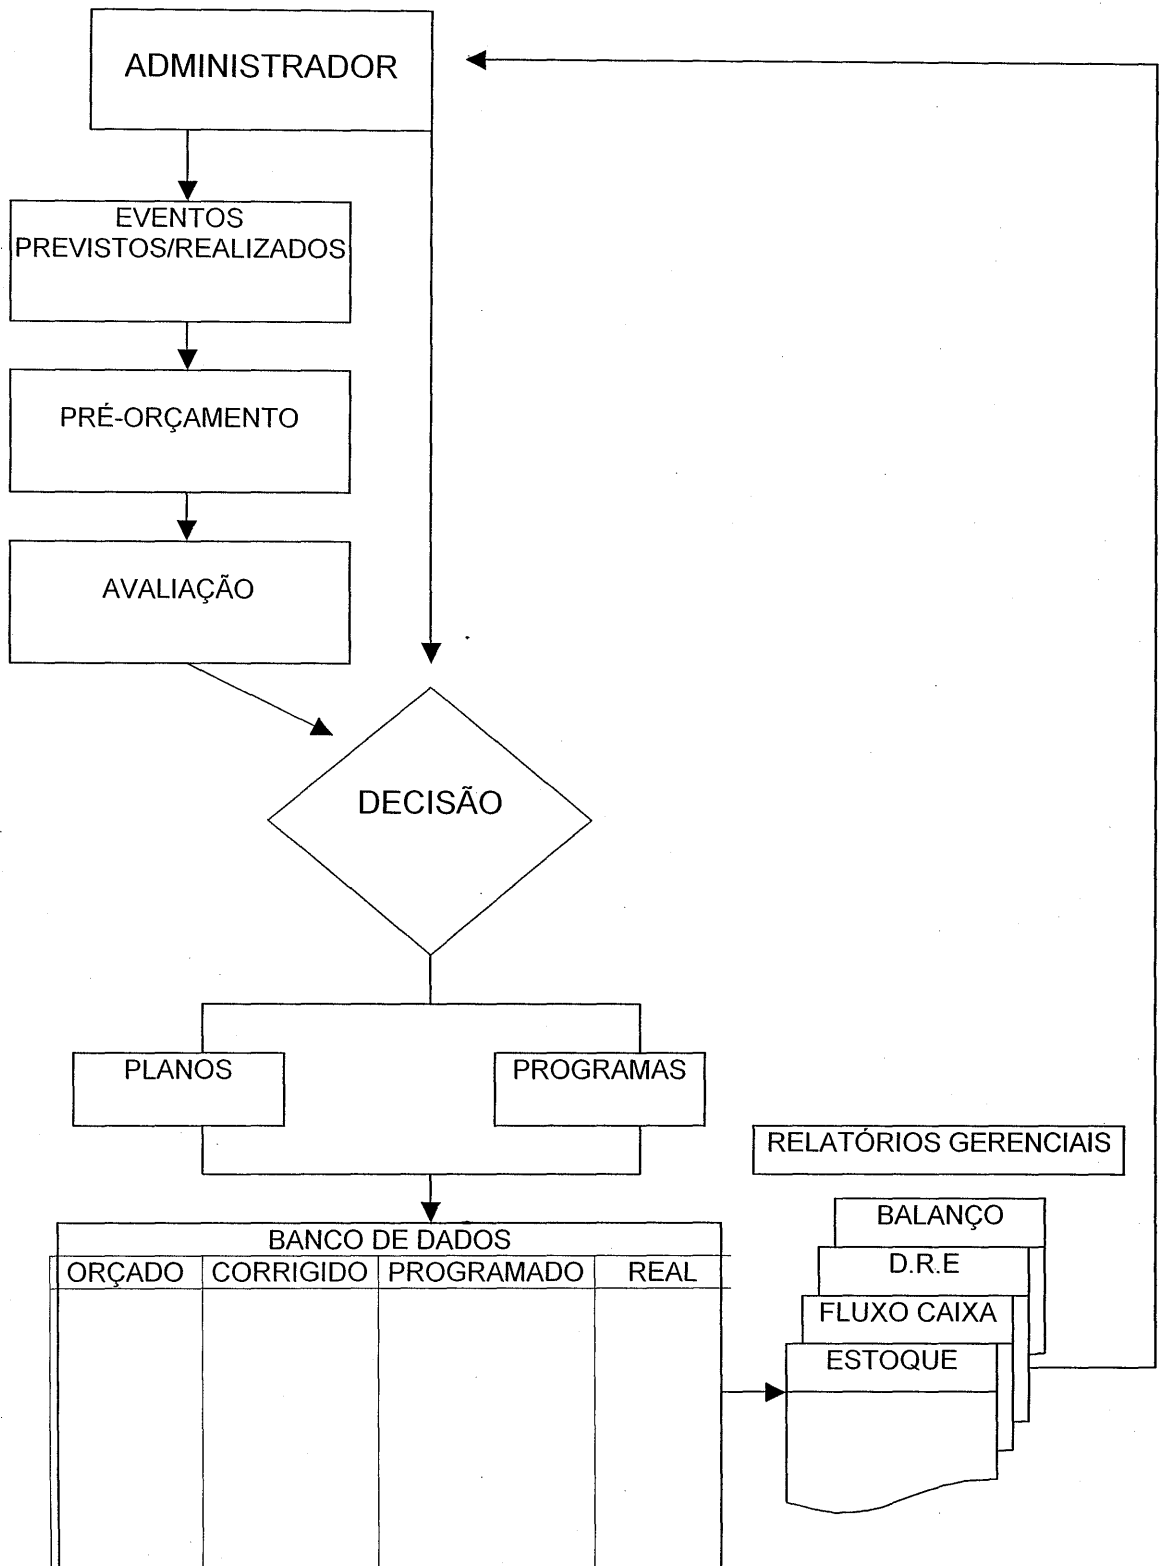 ADMINISTRADOR
EVENTOS
PREVISTOS/REALIZADOS
PRÉ-ORÇAMENTO
AVALIAÇÃO
DECISÃO
PLANOS
PROGRAMAS
RELATÓRIOS GERENCIAIS
BALANÇO
D.R.E
FLUXO CAIXA
ESTOQUE
BANCO DE DADOS
ORÇADO CORRIGIDO PROGRAMADO REAL